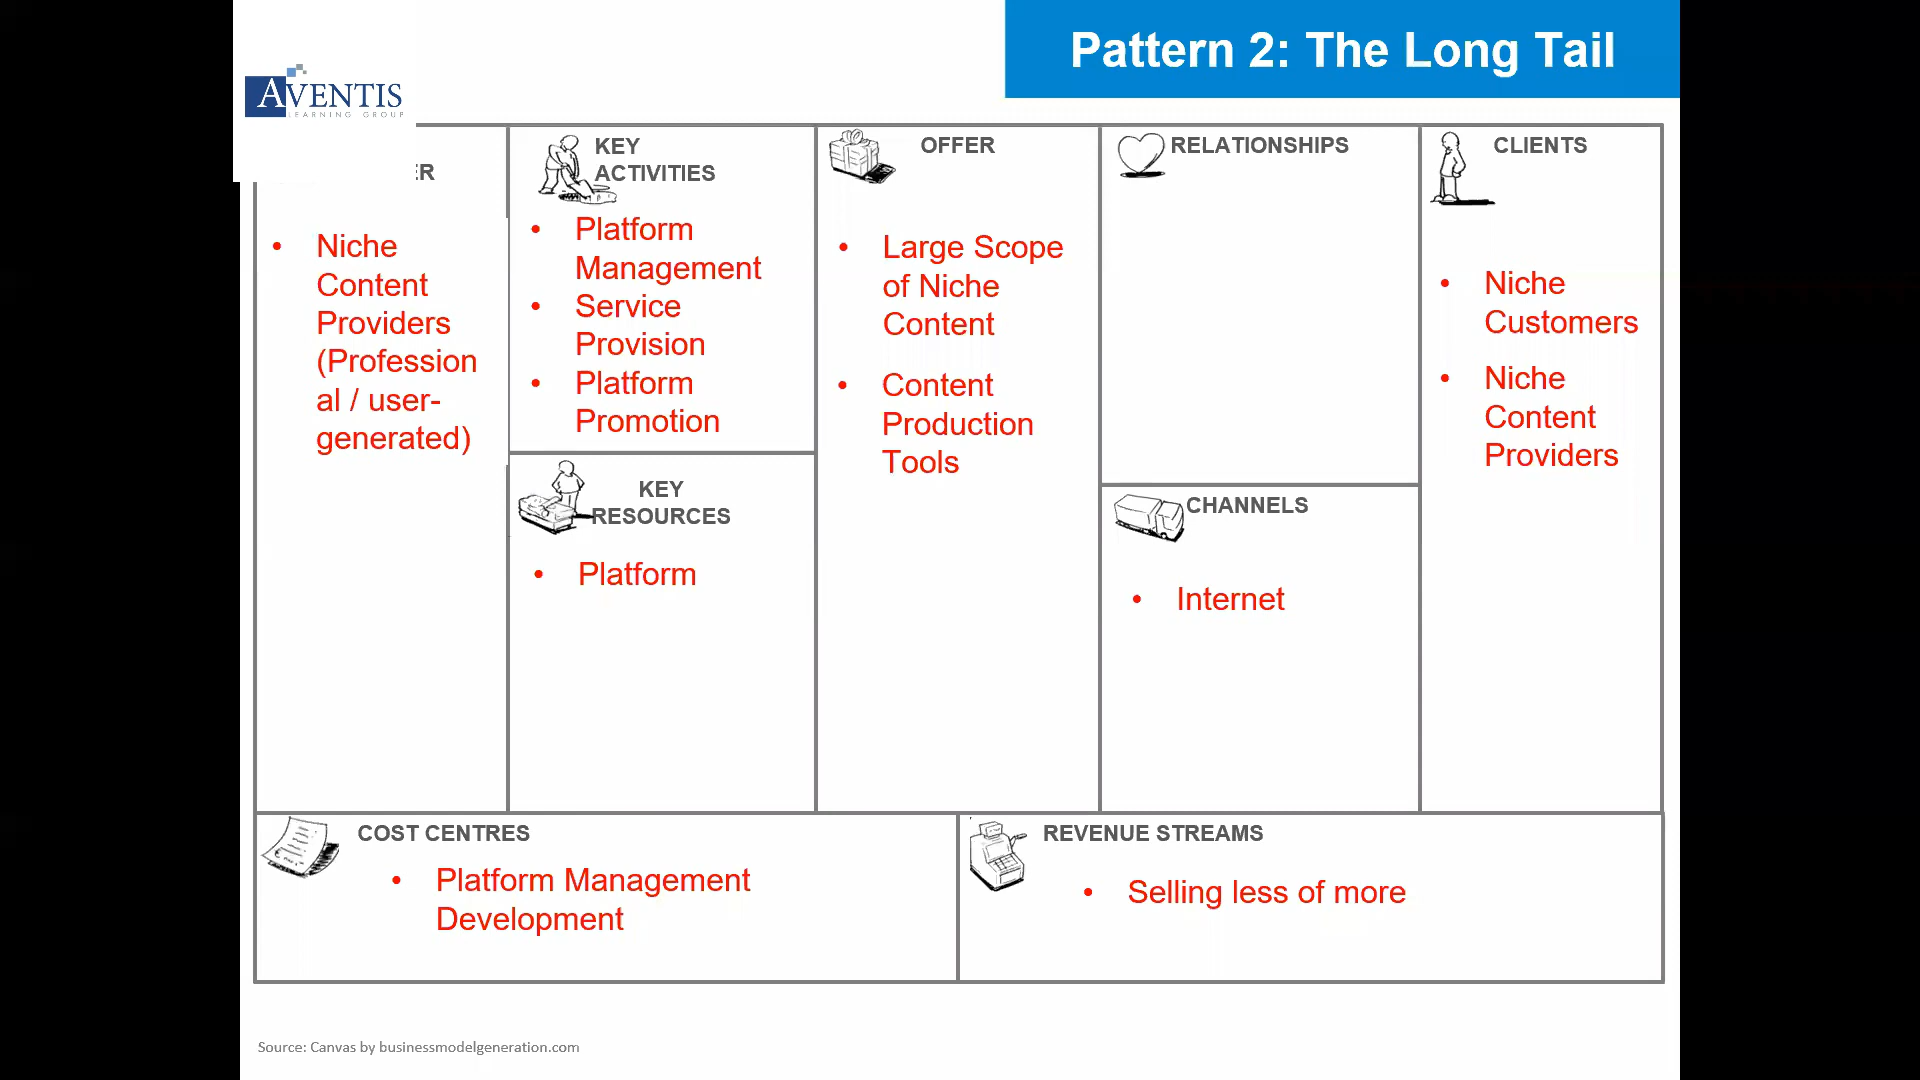 Pattern 2: The Long Tail
AVENTIS
LEARNING GROUP
ER
• Niche
Content
Providers
(Profession
al / user-
generated)
KEY
ACTIVITIES
• Platform
Management
• Service
Provision
• Platform
Promotion
KEY
RESOURCES
• Platform
OFFER
• Large Scope
of Niche
Content
• Content
Production
Tools
RELATIONSHIPS
CHANNELS
• Internet
CLIENTS
• Niche
Customers
• Niche
Content
Providers
COST CENTRES
• Platform Management
Development
REVENUE STREAMS
• Selling less of more
Source: Canvas by businessmodelgeneration.com